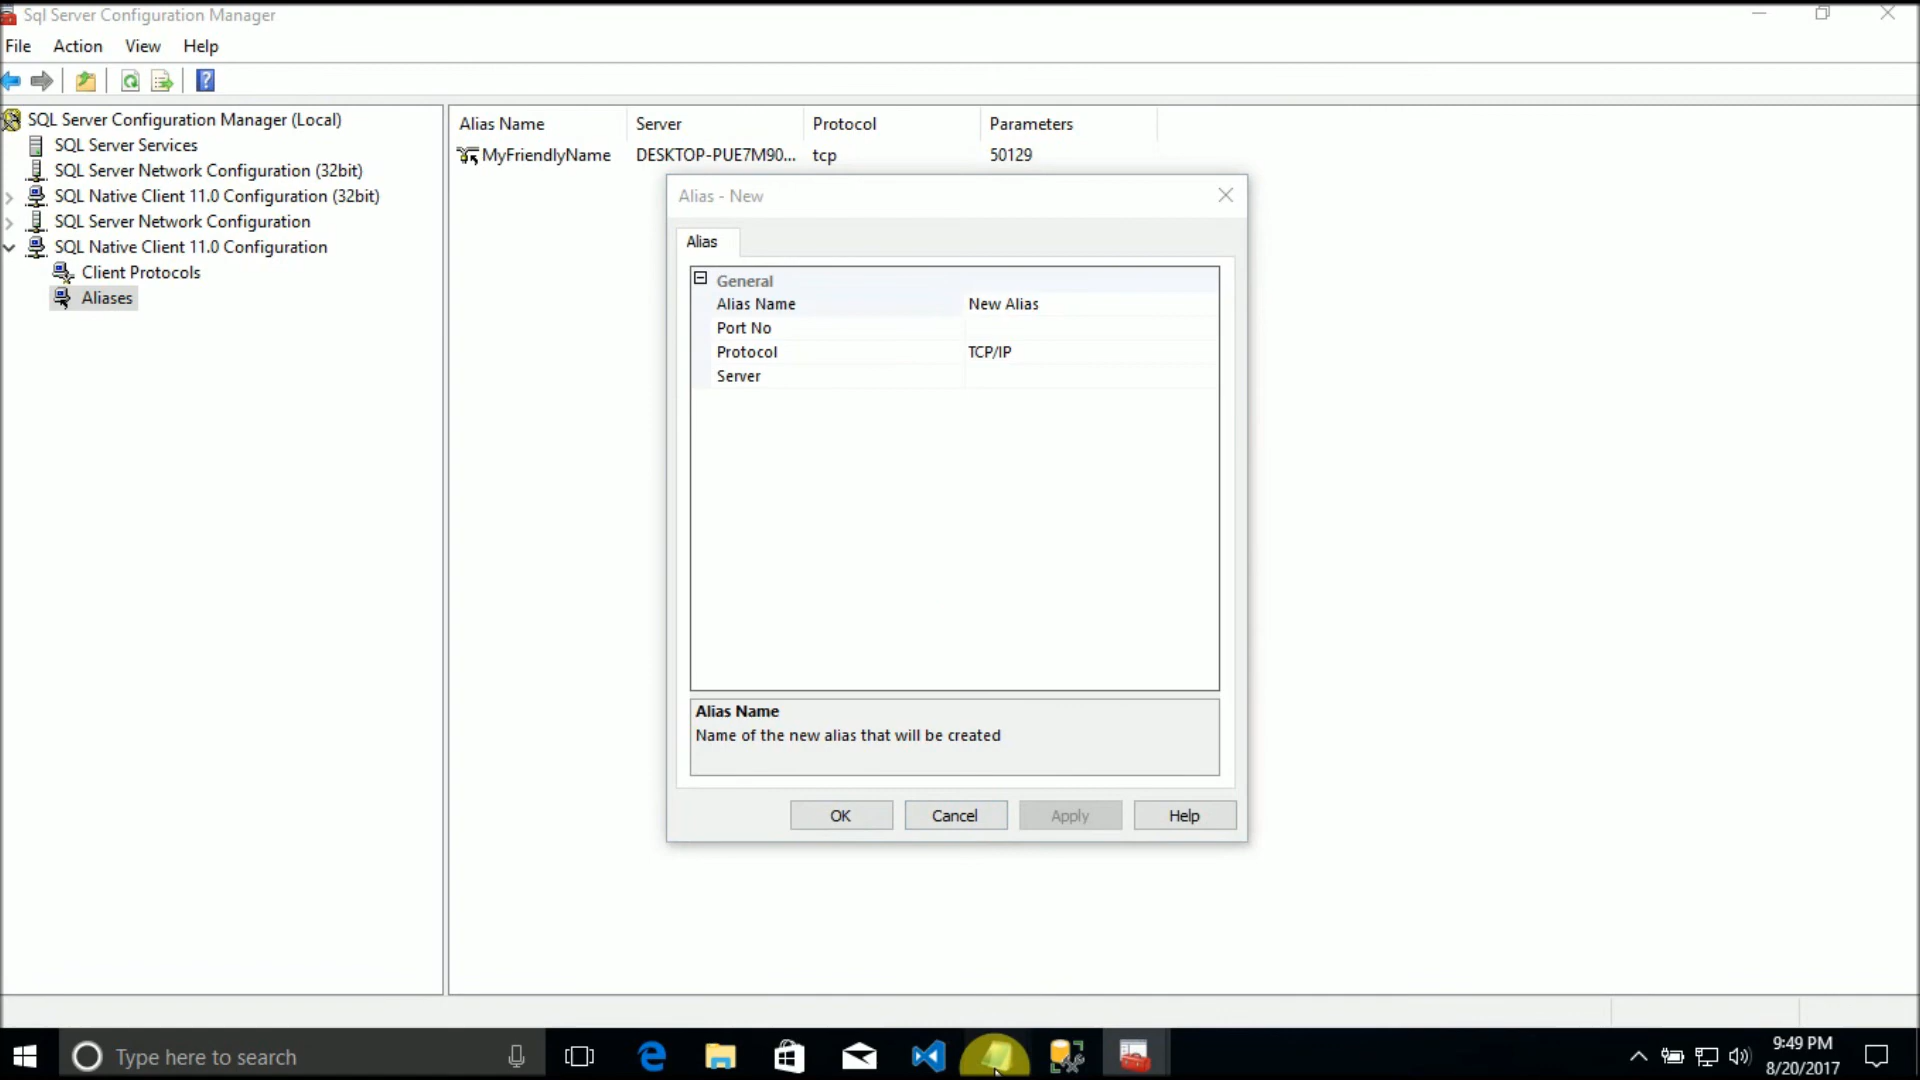 Sql Server Configuration Manager
File Action View Help
SQL Server Configuration Manager (Local)
SQL Server Services
SQL Server Network Configuration (32bit)
SQL Native Client 11.0 Configuration (32bit)
SQL Server Network Configuration
SQL Native Client 11.0 Configuration
Client Protocols
Aliases
Alias Name Server Protocol Parameters
MyFriendlyName DESKTOP-PUE7M90... tcp 50129
Alias - New
Alias
General
Alias Name New Alias
Port No
Protocol TCP/IP
Server
Alias Name
Name of the new alias that will be created
OK Cancel Apply Help
Type here to search
9:49 PM
8/20/2017